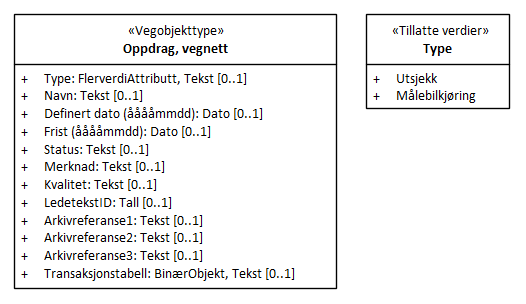 «Vegobjekttype»
Oppdrag, vegnett
+ Type: FlerverdiAttributt, Tekst [0..1]
+ Navn: Tekst [0..1]
+ Definert dato (ååååmmdd): Dato [0..1]
+ Frist (ååååmmdd): Dato [0..1]
+ Status: Tekst [0..1]
+ Merknad: Tekst [0..1]
+ Kvalitet: Tekst [0..1]
+ LedetekstID: Tall [0..1]
+ Arkivreferanse1: Tekst [0..1]
+ Arkivreferanse2: Tekst [0..1]
+ Arkivreferanse3: Tekst [0..1]
+ Transaksjonstabell: BinærObjekt, Tekst [0..1]
«Tillatte verdier»
Type
+ Utsjekk
+ Målebilkjøring